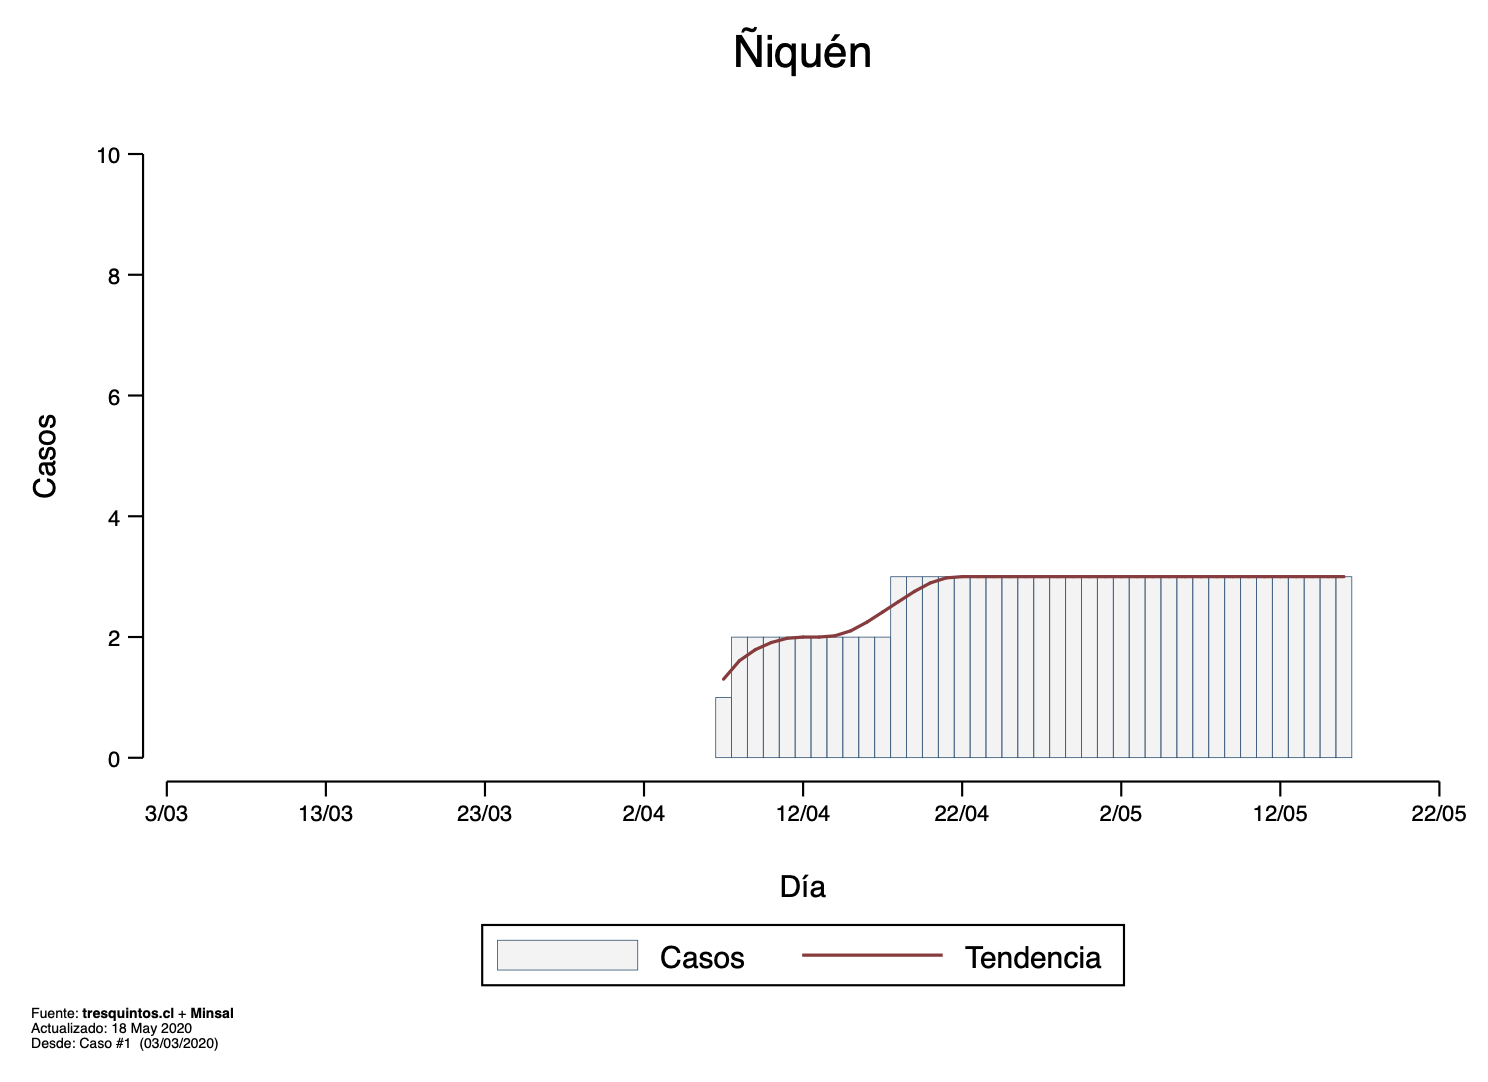 Ñiquén
10
8
6
4
2
0
Casos
3/03 13/03 23/03 2/04 12/04 22/04 2/05 12/05 22/05
Día
Casos Tendencia
Fuente: tresquintos.cl + Minsal
Actualizado: 18 May 2020
Desde: Caso #1 (03/03/2020)